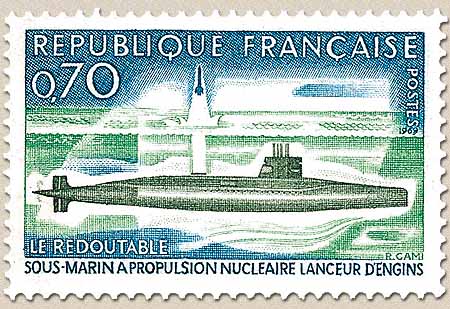 REPUBLIQUE FRANÇAISE
0,70
POSTES
1969
LE REDOUTABLE
R.CAMI
SOUS-MARIN A PROPULSION NUCLEAIRE LANCEUR D'ENGINS